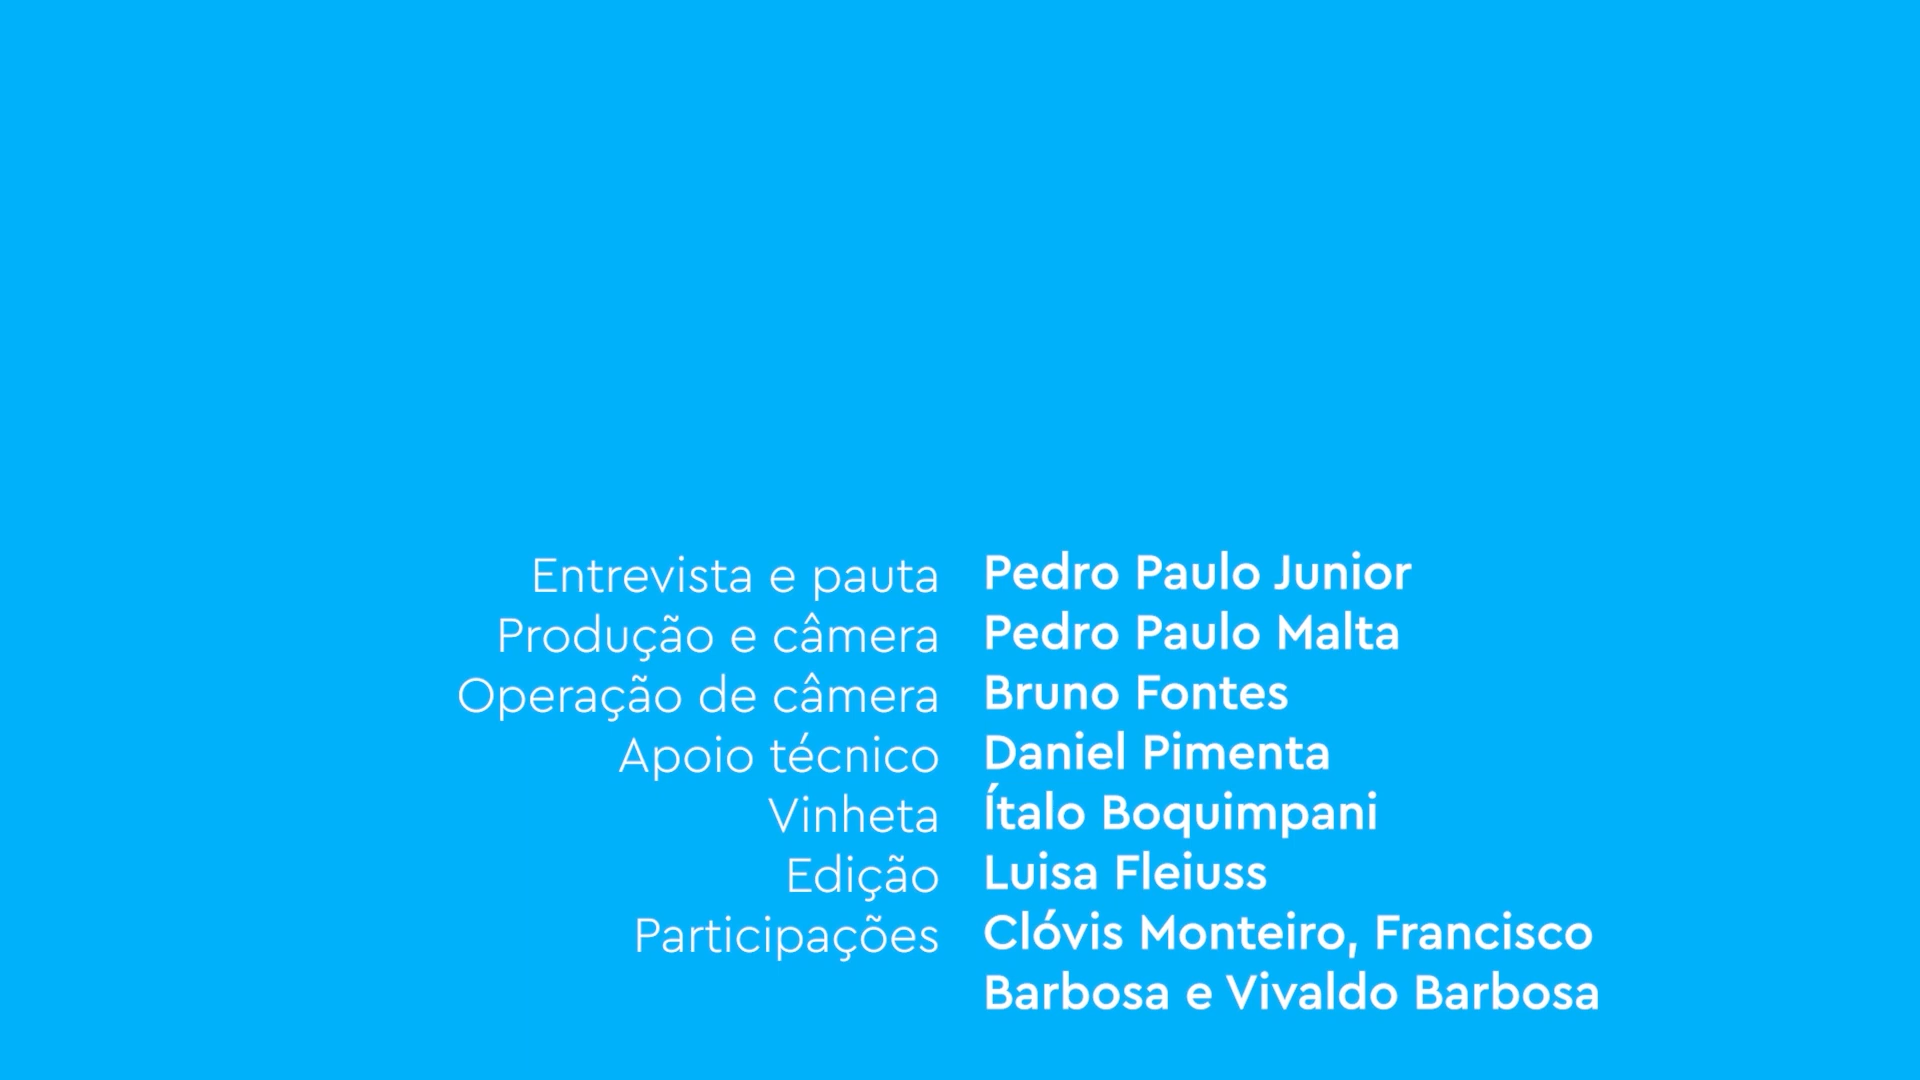 Entrevista e pauta Pedro Paulo Junior
Produção e câmera Pedro Paulo Malta
Operação de câmera Bruno Fontes
Apoio técnico Daniel Pimenta
Vinheta Ítalo Boquimpani
Edição Luisa Fleiuss
Participações Clóvis Monteiro, Francisco
Barbosa e Vivaldo Barbosa